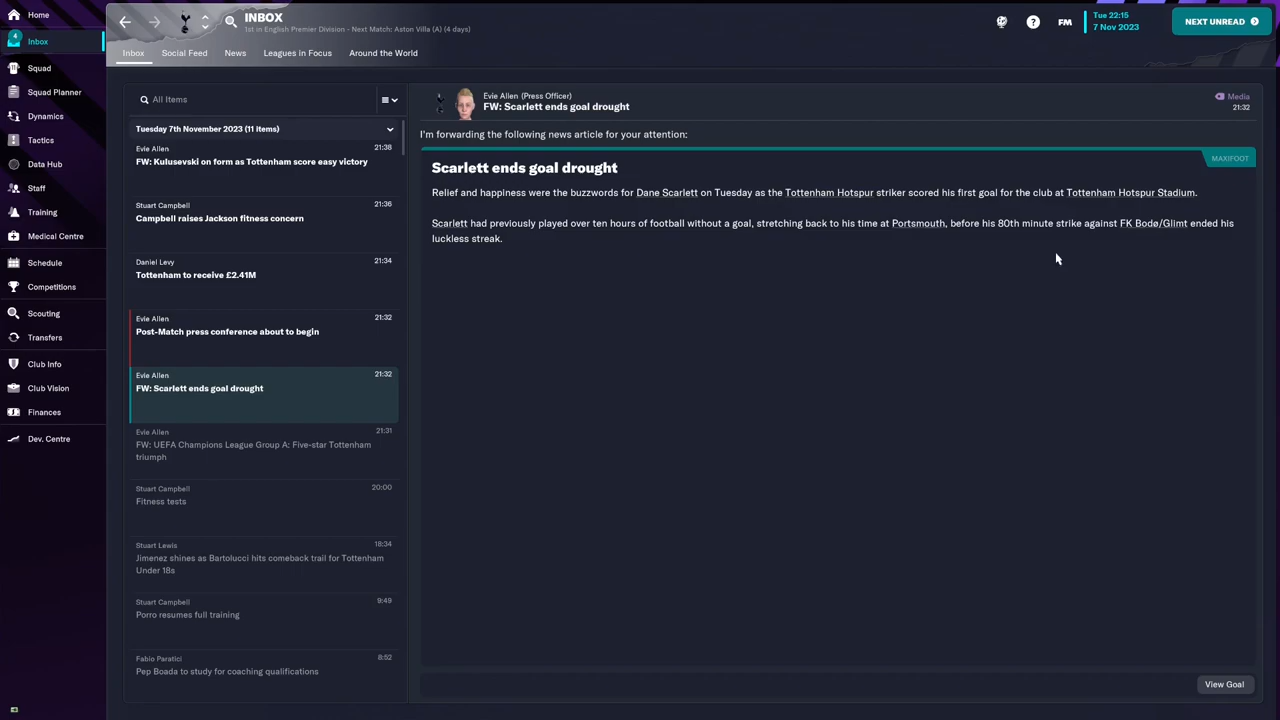 Home
INBOX
1st in English Premier Division - Next Match: Aston Villa (A) (4 days)
FM
Tue 22:15
7 Nov 2023
NEXT UNREAD
4
Inbox
Inbox
Social Feed
News
Leagues in Focus
Around the World
Squad
Squad Planner
Dynamics
Tactics
Data Hub
Staff
Training
Medical Centre
Schedule
Competitions
Scouting
Transfers
Club Info
Club Vision
Finances
Dev. Centre
All Items
Tuesday 7th November 2023 (11 items)
Evie Allen
21:38
FW: Kulusevski on form as Tottenham score easy victory
Stuart Campbell
21:36
Campbell raises Jackson fitness concern
Daniel Levy
21:34
Tottenham to receive £2.41M
Evie Allen
21:32
Post-Match press conference about to begin
Evie Allen
21:32
FW: Scarlett ends goal drought
Evie Allen
21:31
FW: UEFA Champions League Group A: Five-star Tottenham
triumph
Stuart Campbell
20:00
Fitness tests
Stuart Lewis
18:34
Jimenez shines as Bartolucci hits comeback trail for Tottenham
Under 18s
Stuart Campbell
9:49
Porro resumes full training
Fabio Paratici
8:52
Pep Boada to study for coaching qualifications
Evie Allen (Press Officer)
FW: Scarlett ends goal drought
Media
21:32
I'm forwarding the following news article for your attention:
MAXIFOOT
Scarlett ends goal drought
Relief and happiness were the buzzwords for Dane Scarlett on Tuesday as the Tottenham Hotspur striker scored his first goal for the club at Tottenham Hotspur Stadium.
Scarlett had previously played over ten hours of football without a goal, stretching back to his time at Portsmouth, before his 80th minute strike against FK Bodø/Glimt ended his
luckless streak.
View Goal